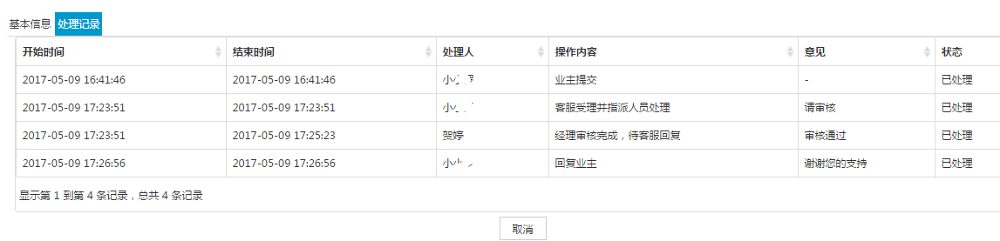 基本信息 处理记录
开始时间 结束时间 处理人 操作内容 意见 状态
2017-05-09 16:41:46 2017-05-09 16:41:46 小 业主提交 - 已处理
2017-05-09 17:23:51 2017-05-09 17:23:51 小 客服受理并指派人员处理 请审核 已处理
2017-05-09 17:23:51 2017-05-09 17:25:23 贺婷 经理审核完成，待客服回复 审核通过 已处理
2017-05-09 17:26:56 2017-05-09 17:26:56 小 回复业主 谢谢您的支持 已处理
显示第 1 到第 4 条记录，总共 4 条记录
取消